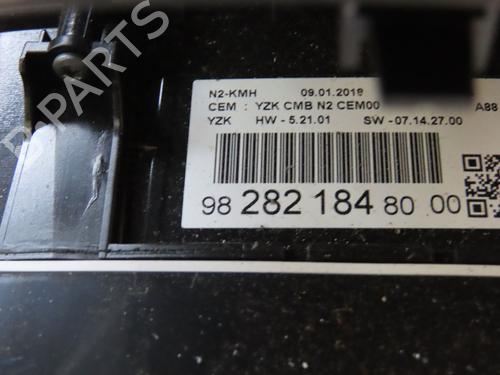 N2-KMH 09.01.2018
CEM : YZK CMB N2 CEM00 A88
YZK HW - 5.21.01 SW - 07.14.27.00
98 282 184 80 00
B-PARTS